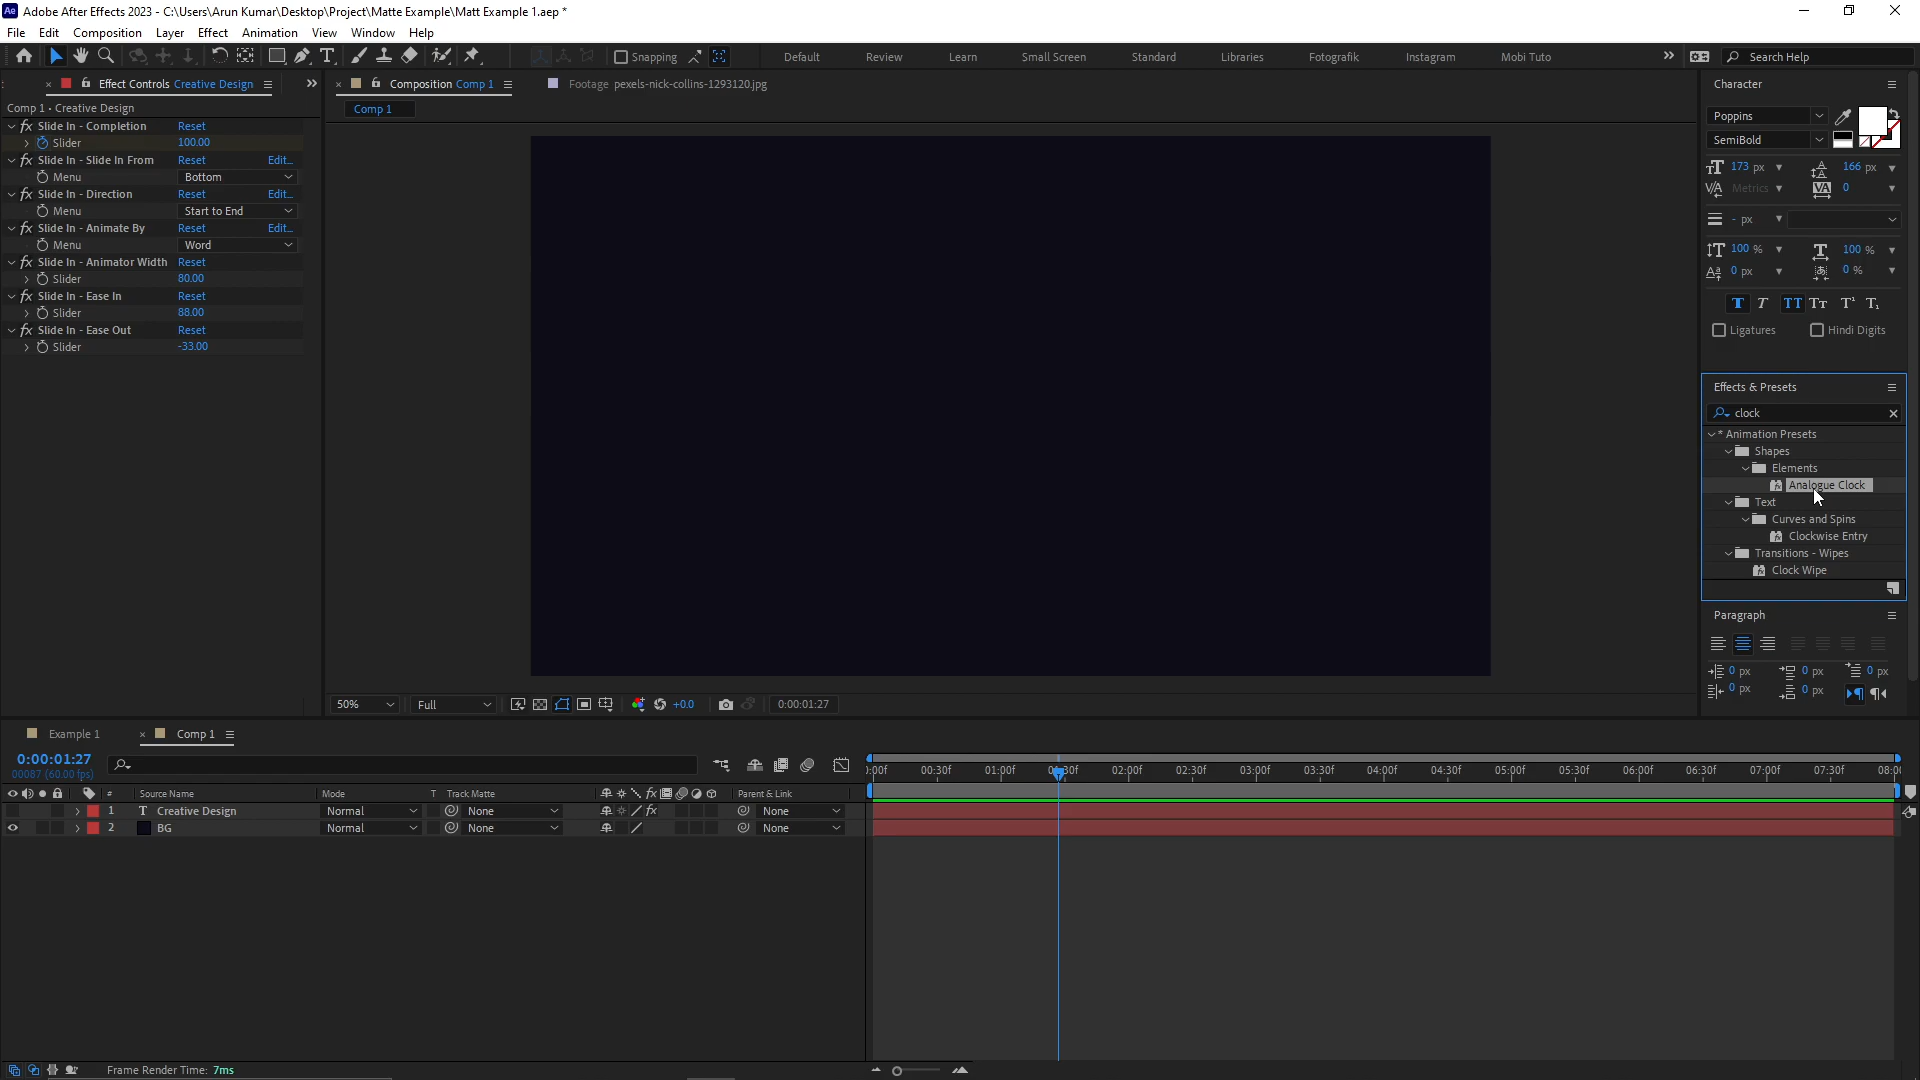 Adobe After Effects 2023 - C:\Users\Arun Kumar\Desktop\Project\Matte Example\Matt Example 1.aep *
File Edit Composition Layer Effect Animation View Window Help
Snapping Default Review Learn Small Screen Standard Libraries Fotografik Instagram Mobi Tuto Search Help
Effect Controls Creative Design
Composition Comp 1
Footage pexels-nick-collins-1293120.jpg
Character
Comp 1 • Creative Design
Comp 1
Slide In - Completion Reset
Slider 100.00
Slide In - Slide In From Reset Edit...
Menu Bottom
Slide In - Direction Reset Edit...
Menu Start to End
Slide In - Animate By Reset Edit...
Menu Word
Slide In - Animator Width Reset
Slider 80.00
Slide In - Ease In Reset
Slider 88.00
Slide In - Ease Out Reset
Slider -33.00
Poppins
SemiBold
173 px 166 px
Metrics 0
- px
100 % 100 %
0 px 0 %
Ligatures Hindi Digits
Effects & Presets
clock
* Animation Presets
Shapes
Elements
Analogue Clock
Text
Curves and Spins
Clockwise Entry
Transitions - Wipes
Clock Wipe
Paragraph
0 px 0 px 0 px
0 px 0 px
50% Full +0.0 0:00:01:27
Example 1 Comp 1
0:00:01:27
00087 (60.00 fps)
:00f 00:30f 01:00f 01:30f 02:00f 02:30f 03:00f 03:30f 04:00f 04:30f 05:00f 05:30f 06:00f 06:30f 07:00f 07:30f 08:00
# Source Name Mode T Track Matte Parent & Link
1 T Creative Design Normal None None
2 BG Normal None None
Frame Render Time: 7ms